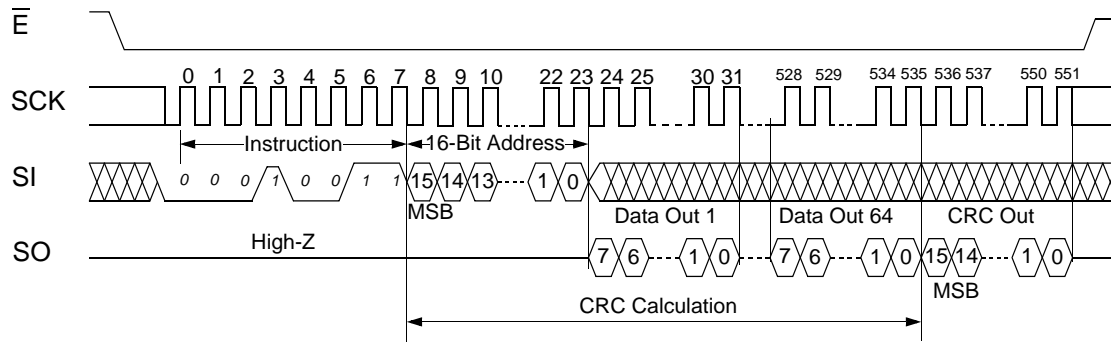 E
SCK
0 1 2 3 4 5 6 7 8 9 10 22 23 24 25 30 31 528 529 534 535 536 537 550 551
Instruction 16-Bit Address
SI
0 0 0 1 0 0 1 1 15 14 13 1 0
MSB Data Out 1 Data Out 64 CRC Out
High-Z
SO
7 6 1 0 7 6 1 0 15 14 1 0
MSB
CRC Calculation